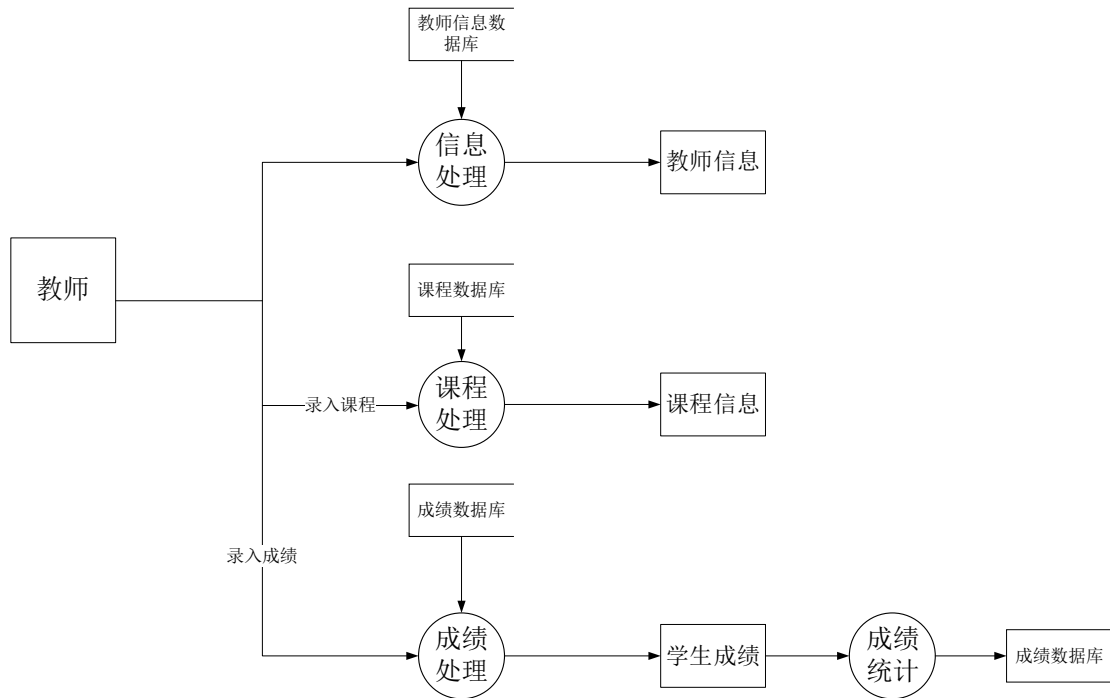 教师信息数
据库
信息
处理
教师信息
教师
课程数据库
录入课程
课程
处理
课程信息
成绩数据库
录入成绩
成绩
处理
学生成绩
成绩
统计
成绩数据库